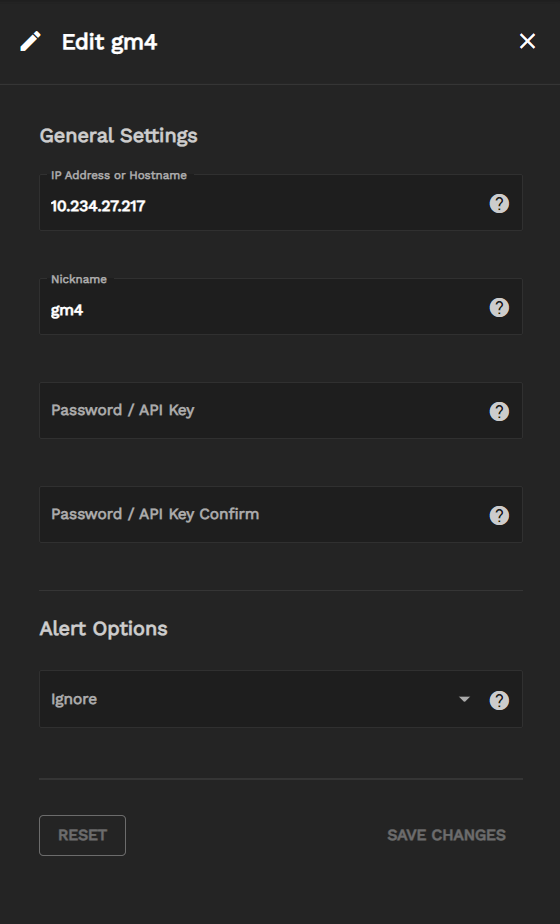 Edit gm4
General Settings
IP Address or Hostname
10.234.27.217
?
Nickname
gm4
?
Password / API Key
?
Password / API Key Confirm
?
Alert Options
Ignore
?
RESET
SAVE CHANGES